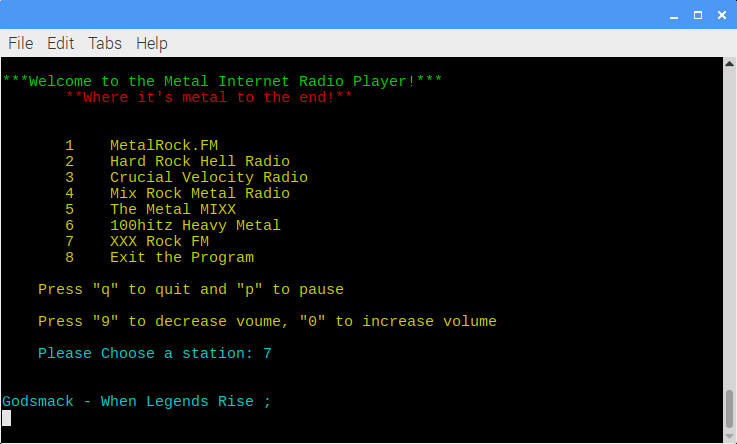 File Edit Tabs Help
***Welcome to the Metal Internet Radio Player!***
**Where it's metal to the end!**
1 MetalRock.FM
2 Hard Rock Hell Radio
3 Crucial Velocity Radio
4 Mix Rock Metal Radio
5 The Metal MIXX
6 100hitz Heavy Metal
7 XXX Rock FM
8 Exit the Program
Press "q" to quit and "p" to pause
Press "9" to decrease voume, "0" to increase volume
Please Choose a station: 7
Godsmack - When Legends Rise ;